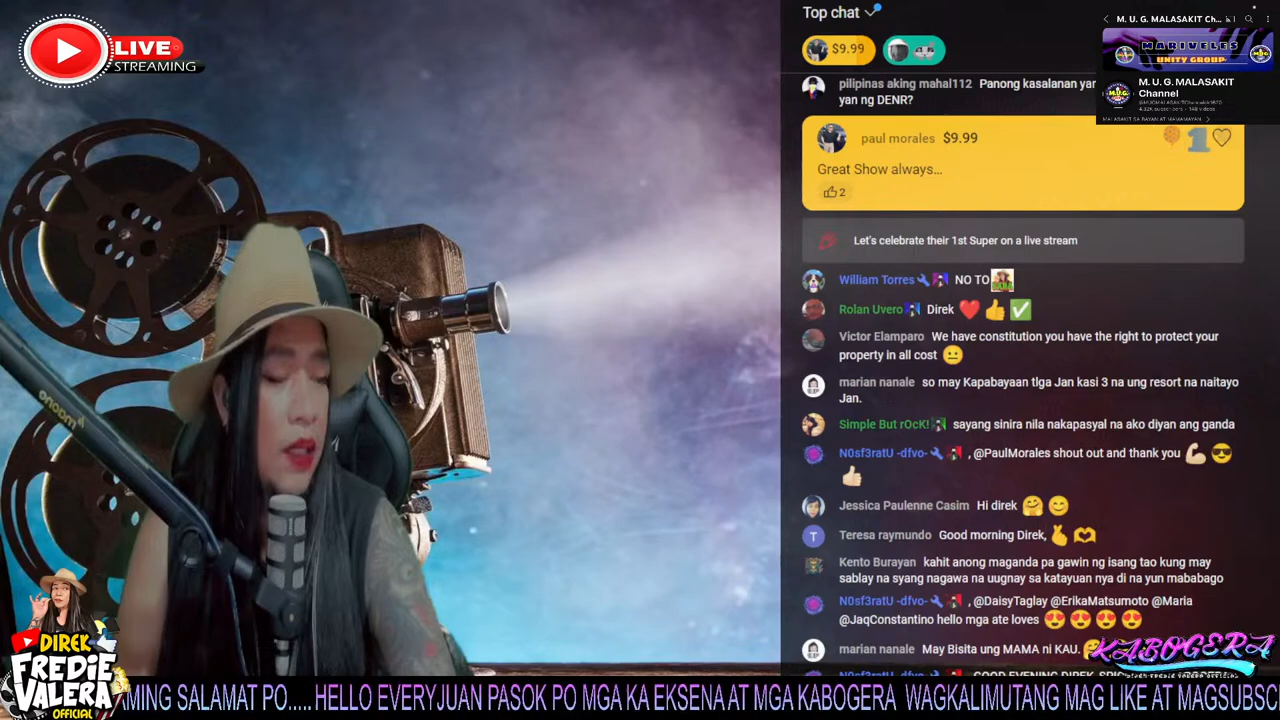 LIVE
STREAMING
Top chat
$9.99
M. U. G. MALASAKIT Ch...
MARIVELES
UNITY GROUP
M. U. G. MALASAKIT
Channel
pilipinas aking mahal112 Panong kasalanan yan
yan ng DENR?
paul morales $9.99
Great Show always...
2
Let's celebrate their 1st Super on a live stream
William Torres NO TO
Rolan Uvero Direk ❤️👍✅
Victor Elamparo We have constitution you have the right to protect your
property in all cost 😐
marian nanale so may Kapabayaan tlga Jan kasi 3 na ung resort na naitayo
Jan.
Simple But rOcK! sayang sinira nila nakapasyal na ako diyan ang ganda
N0sf3ratU -dfvo- , @PaulMorales shout out and thank you 💪😎
👍
Jessica Paulenne Casim Hi direk 🤗😊
T
Teresa raymundo Good morning Direk, 🫰🫶
Kento Burayan kahit anong maganda pa gawin ng isang tao kung may
sablay na syang nagawa na uugnay sa katayuan nya di na yun mababago
N0sf3ratU -dfvo- , @DaisyTaglay @ErikaMatsumoto @Maria
@JaqConstantino hello mga ate loves 😍😍😍😍
marian nanale May Bisita ung MAMA ni KAU.
KABOGERA
maono
DIREK
FREDIE
VALERA
OFFICIAL
AMING SALAMAT PO.....HELLO EVERYJUAN PASOK PO MGA KA EKSENA AT MGA KABOGERA WAGKALIMUTANG MAG LIKE AT MAGSUBSC